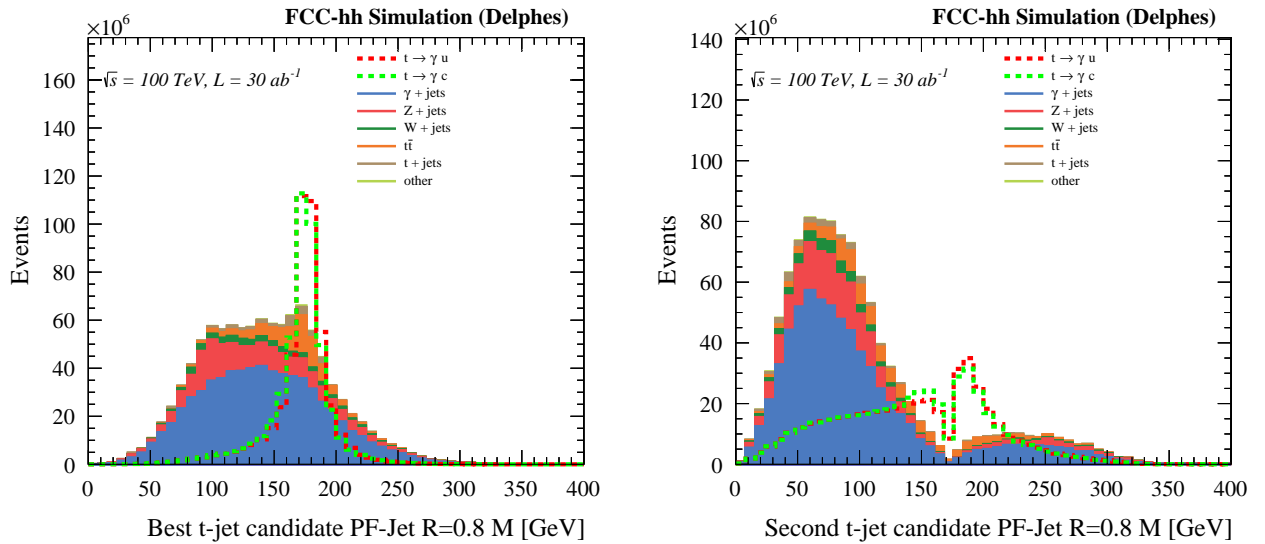 FCC-hh Simulation (Delphes)
×10⁶
√s = 100 TeV, L = 30 ab⁻¹
t → γ u
t → γ c
γ + jets
Z + jets
W + jets
tt̄
t + jets
other
Events
160
140
120
100
80
60
40
20
0
0 50 100 150 200 250 300 350 400
Best t-jet candidate PF-Jet R=0.8 M [GeV]
FCC-hh Simulation (Delphes)
×10⁶
√s = 100 TeV, L = 30 ab⁻¹
t → γ u
t → γ c
γ + jets
Z + jets
W + jets
tt̄
t + jets
other
Events
140
120
100
80
60
40
20
0
0 50 100 150 200 250 300 350 400
Second t-jet candidate PF-Jet R=0.8 M [GeV]